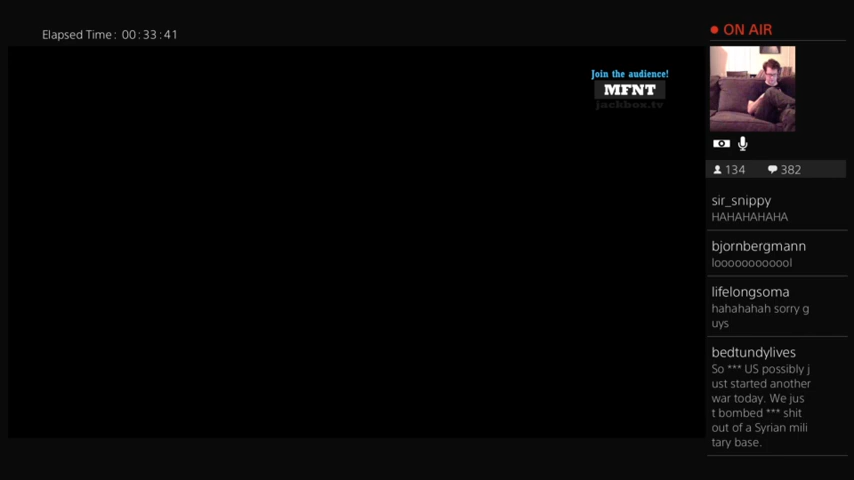 Elapsed Time: 00:33:41
ON AIR
Join the audience!
MFNT
jackbox.tv
134
382
sir_snippy
HAHAHAHAHA
bjornbergmann
looooooooool
lifelongsoma
hahahahah sorry g
uys
bedtundylives
So *** US possibly j
ust started another
war today. We jus
t bombed *** shit
out of a Syrian mili
tary base.